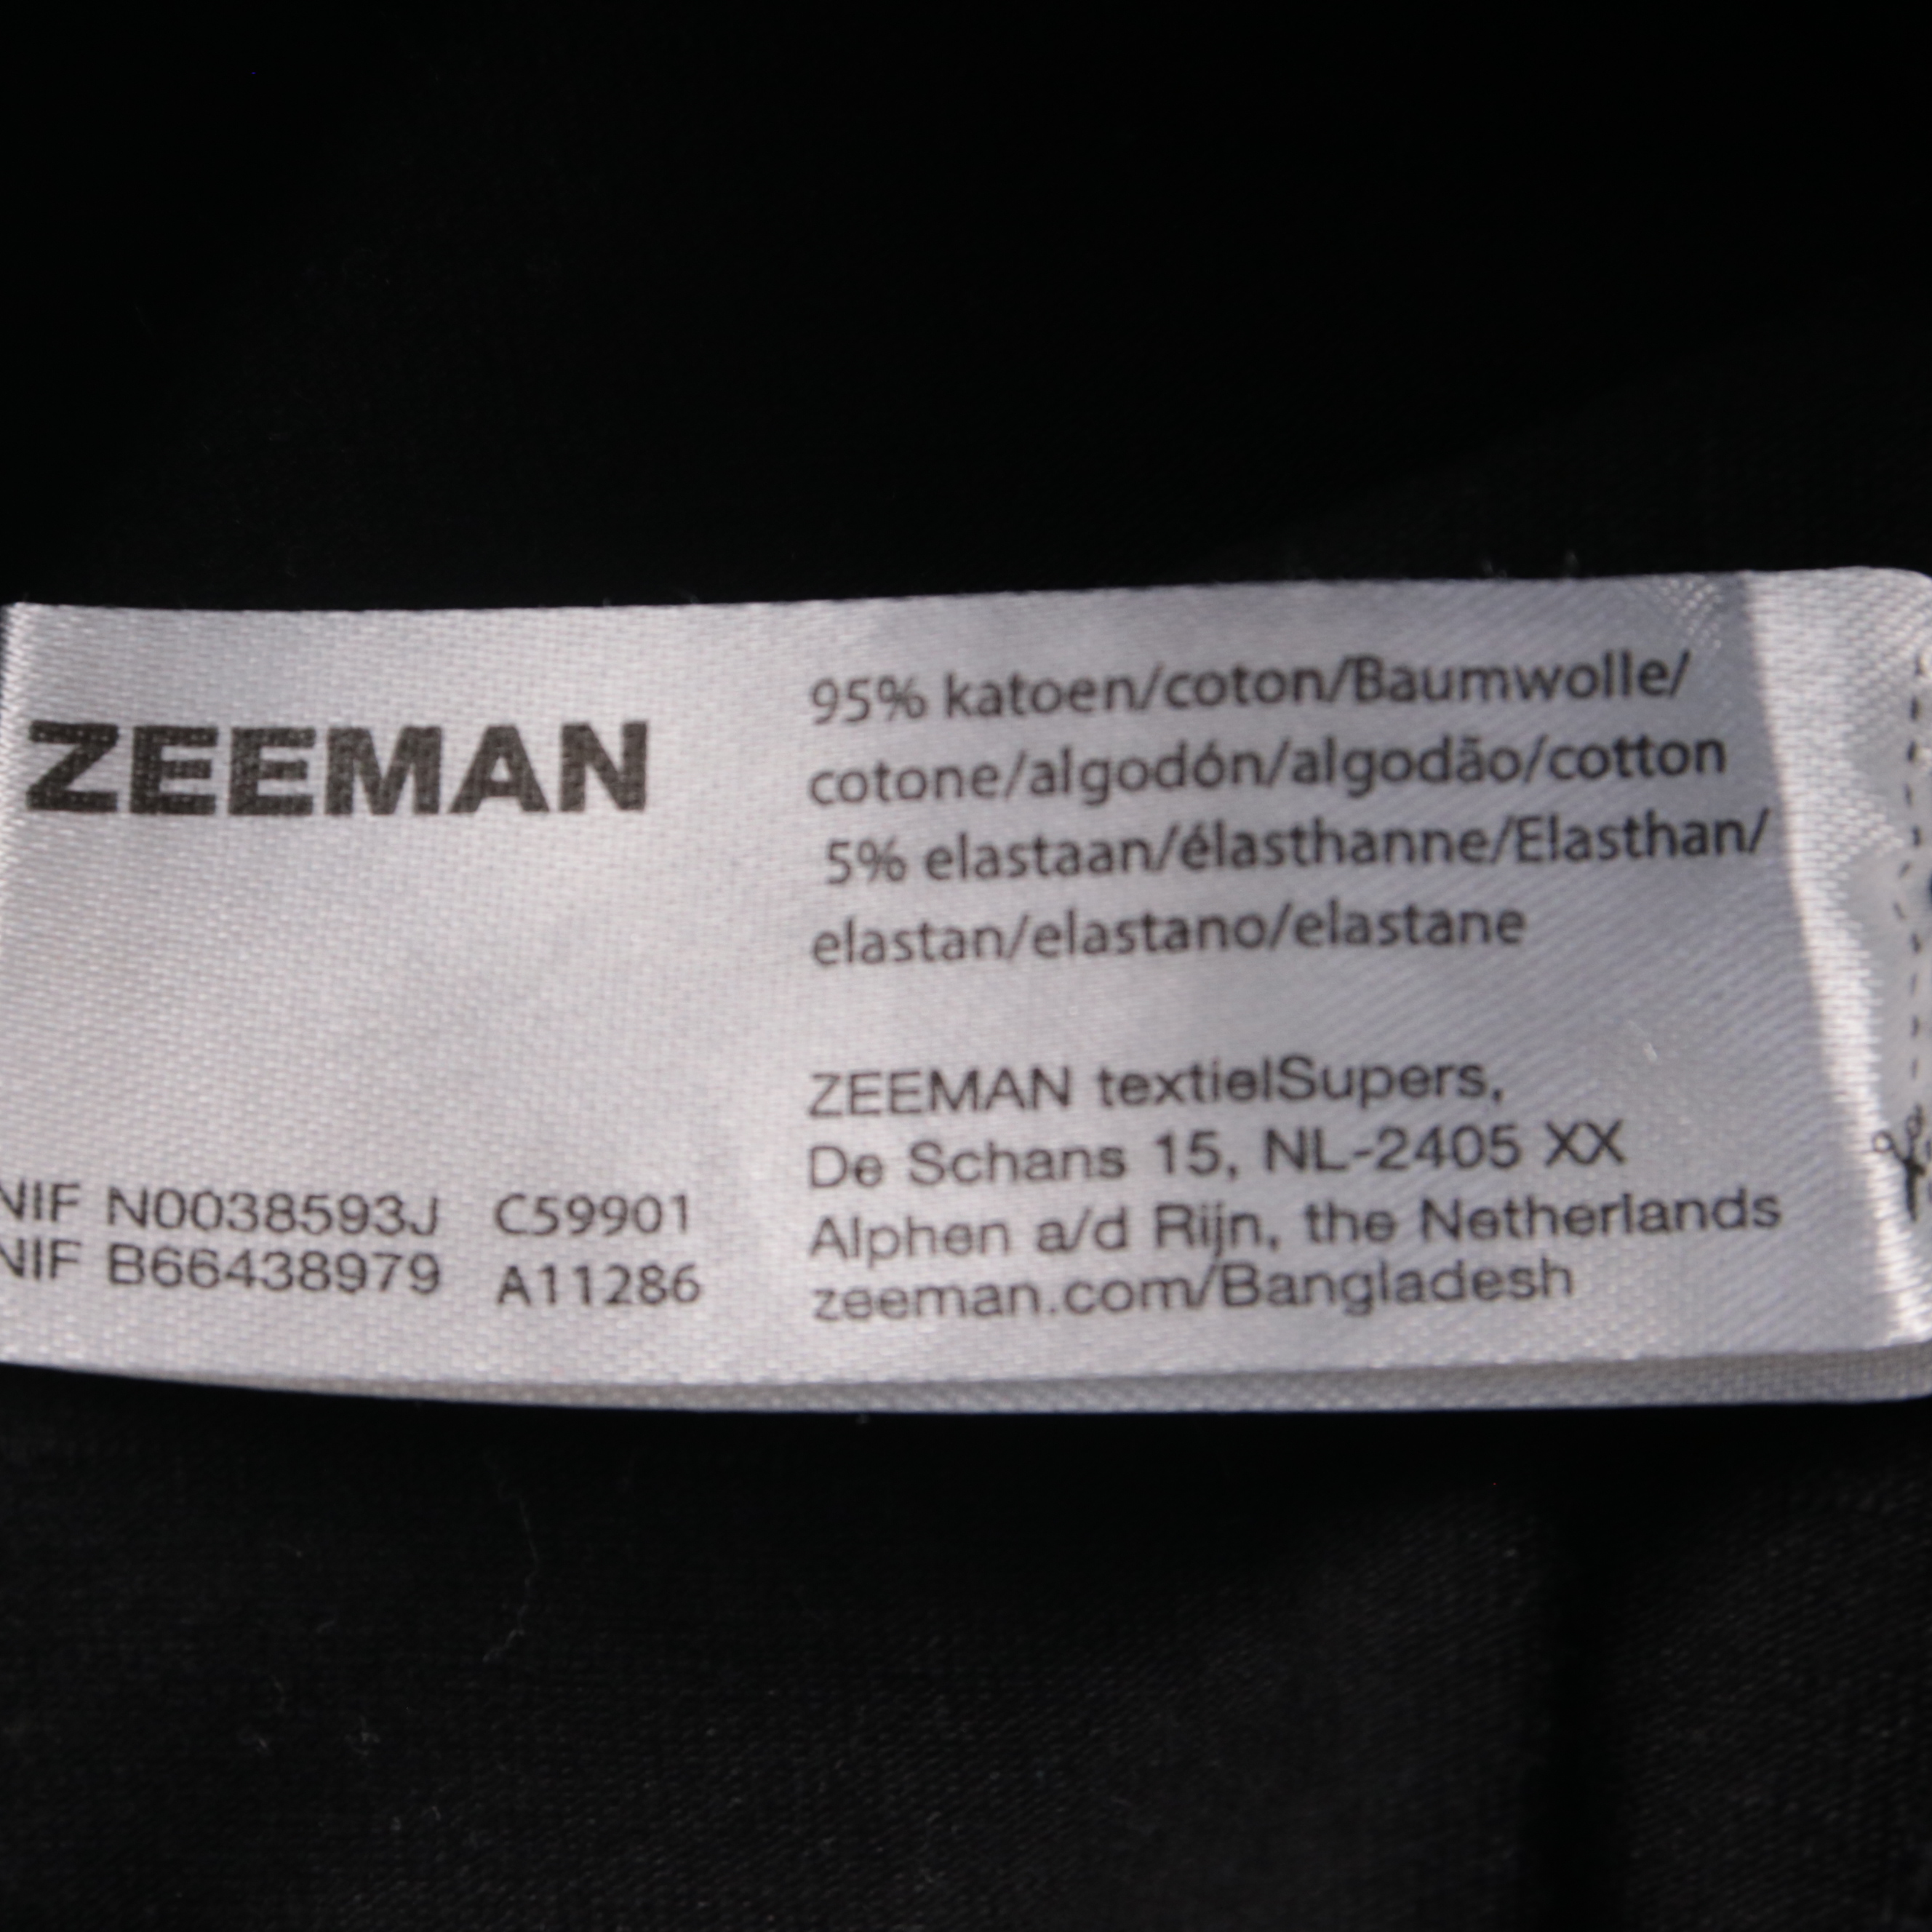 ZEEMAN
95% katoen/coton/Baumwolle/
cotone/algodón/algodão/cotton
5% elastaan/élasthanne/Elasthan/
elastan/elastano/elastane
ZEEMAN textielSupers,
De Schans 15, NL-2405 XX
Alphen a/d Rijn, the Netherlands
zeeman.com/Bangladesh
NIF N0038593J C59901
NIF B66438979 A11286